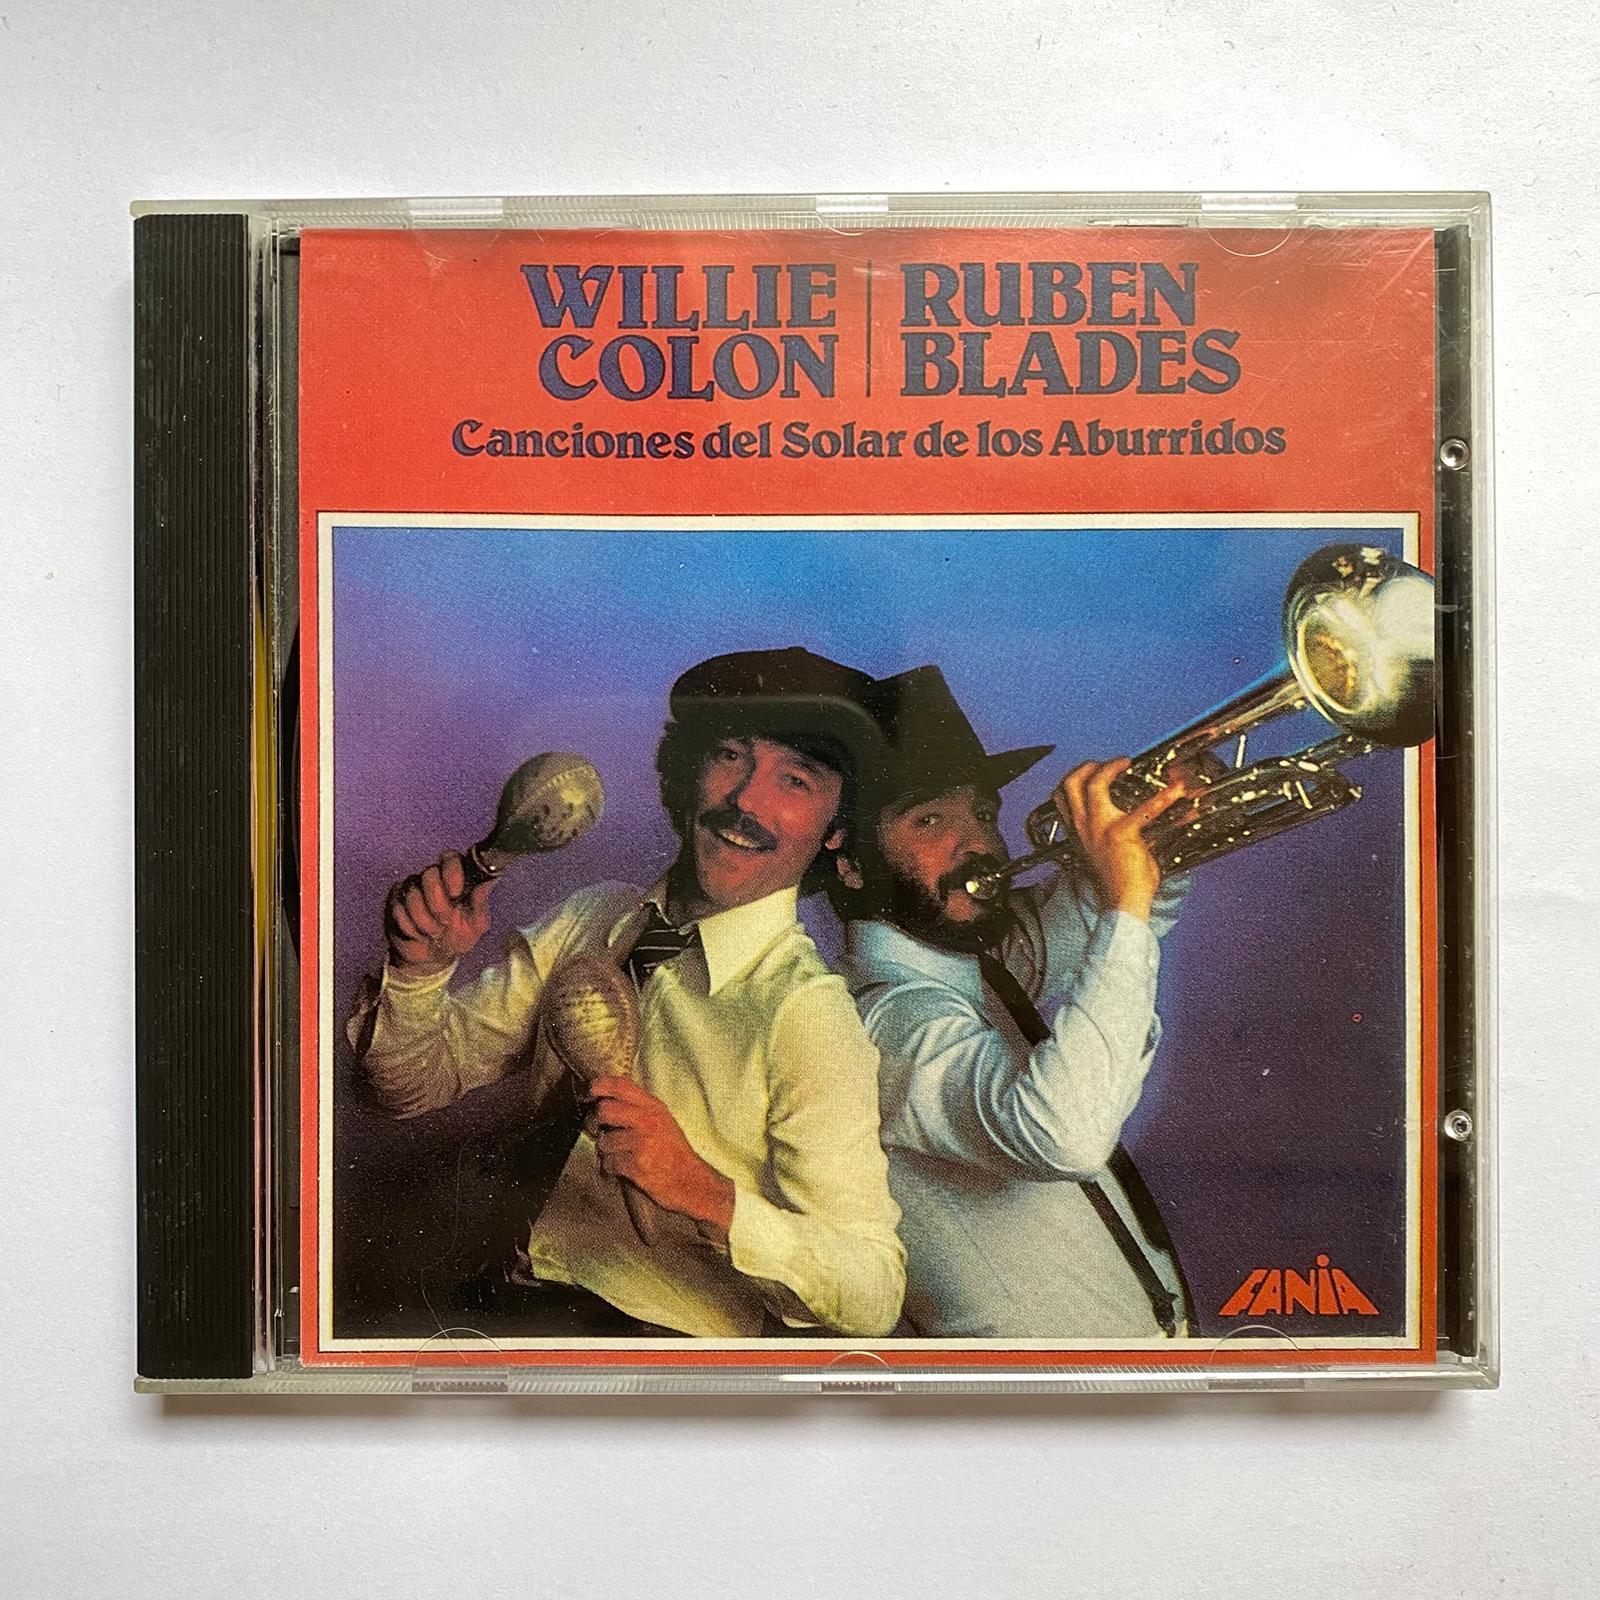 WILLIE | RUBEN
COLON | BLADES
Canciones del Solar de los Aburridos
FANIA